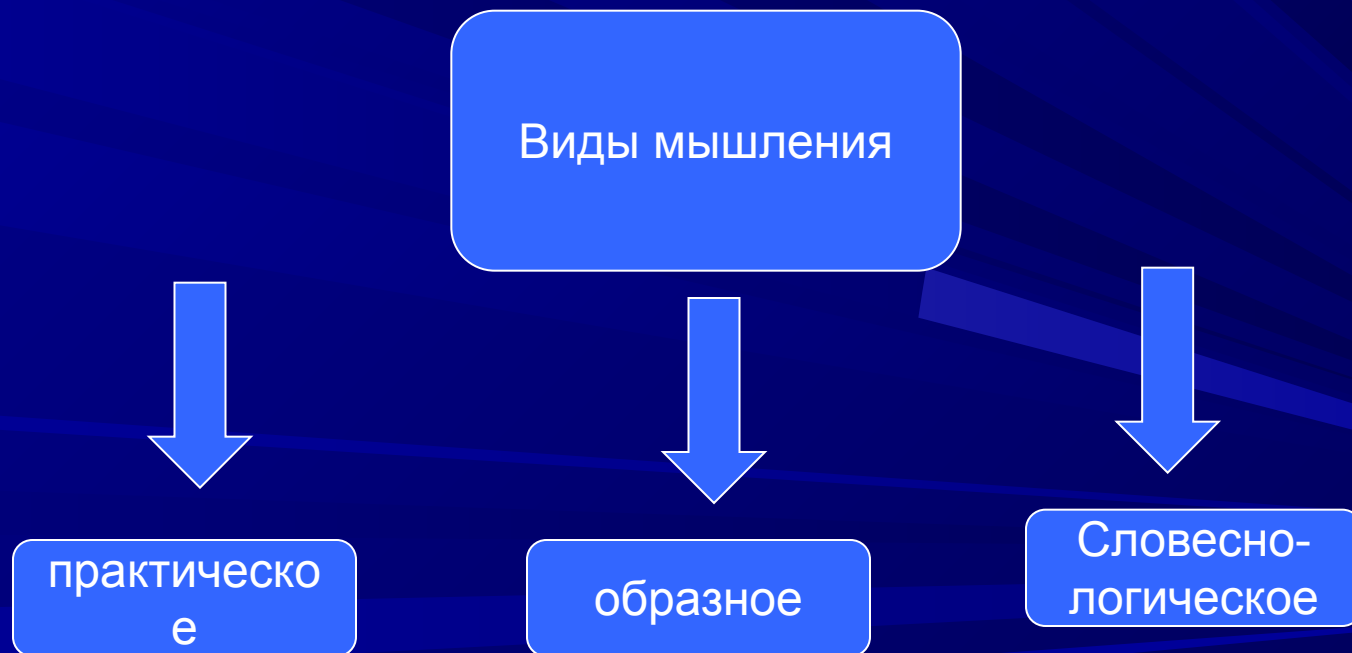 Виды мышления
практическо
е
образное
Словесно-
логическое